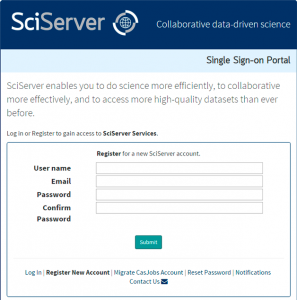 SciServer Collaborative data-driven science
Single Sign-on Portal
SciServer enables you to do science more efficiently, to collaborate
more effectively, and to access more high-quality datasets than ever
before.
Log in or Register to gain access to SciServer Services.
Register for a new SciServer account.
User name
Email
Password
Confirm
Password
Submit
Log In | Register New Account | Migrate CasJobs Account | Reset Password | Notifications
Contact Us